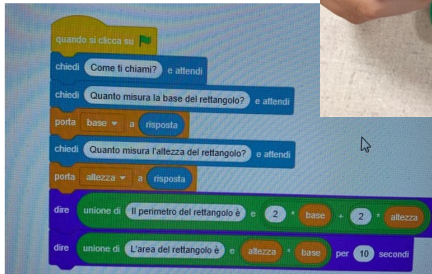 quando si clicca su
chiedi Come ti chiami? e attendi
chiedi Quanto misura la base del rettangolo? e attendi
porta base a risposta
chiedi Quanto misura l'altezza del rettangolo? e attendi
porta altezza a risposta
dire unione di Il perimetro del rettangolo è e 2 * base + 2 * altezza
dire unione di L'area del rettangolo è e altezza * base per 10 secondi